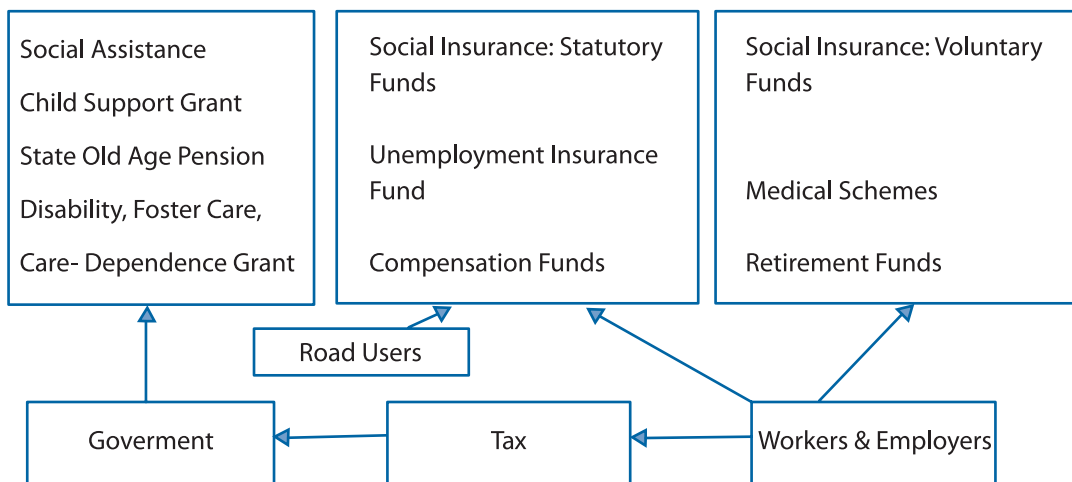 Social Assistance
Child Support Grant
State Old Age Pension
Disability, Foster Care,
Care- Dependence Grant
Social Insurance: Statutory
Funds
Unemployment Insurance
Fund
Compensation Funds
Social Insurance: Voluntary
Funds
Medical Schemes
Retirement Funds
Road Users
Goverment
Tax
Workers & Employers